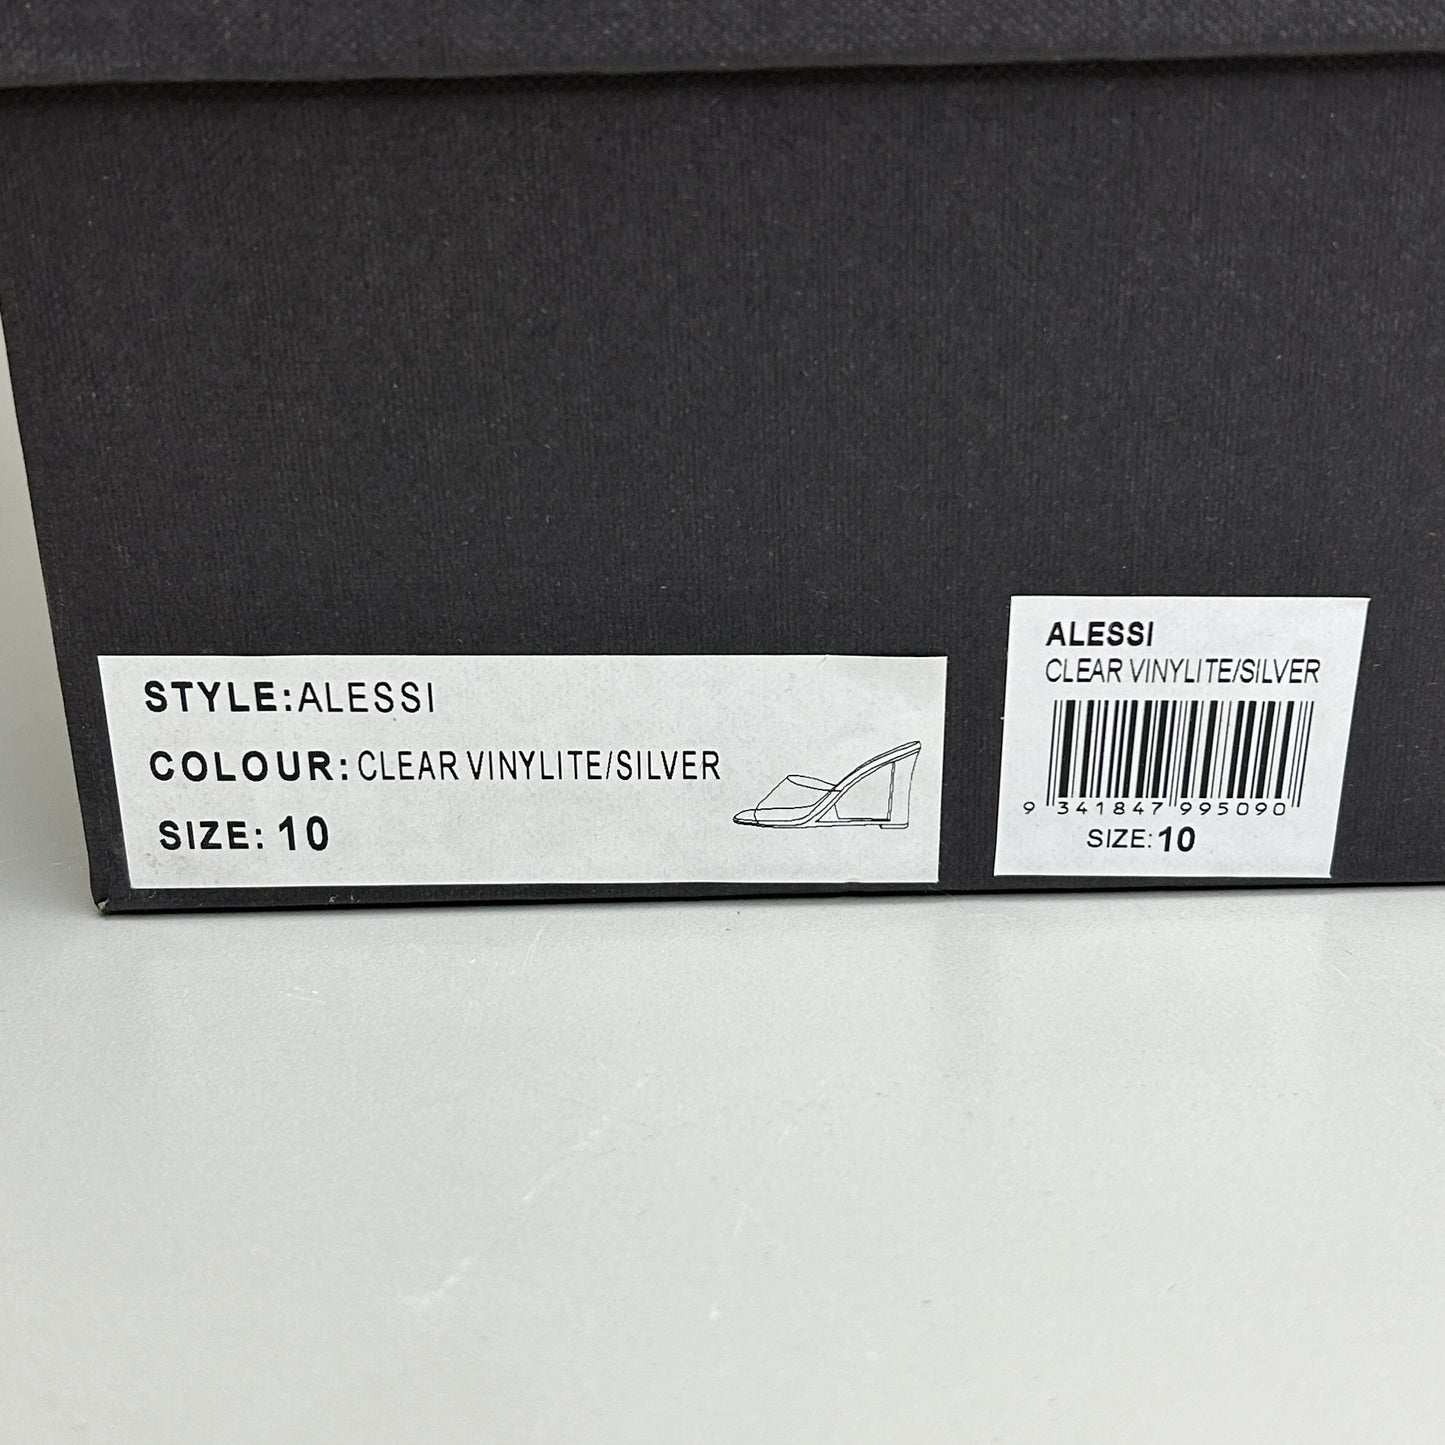 STYLE:ALESSI
COLOUR:CLEAR VINYLITE/SILVER
SIZE: 10
ALESSI
CLEAR VINYLITE/SILVER
9 341847 995090
SIZE: 10